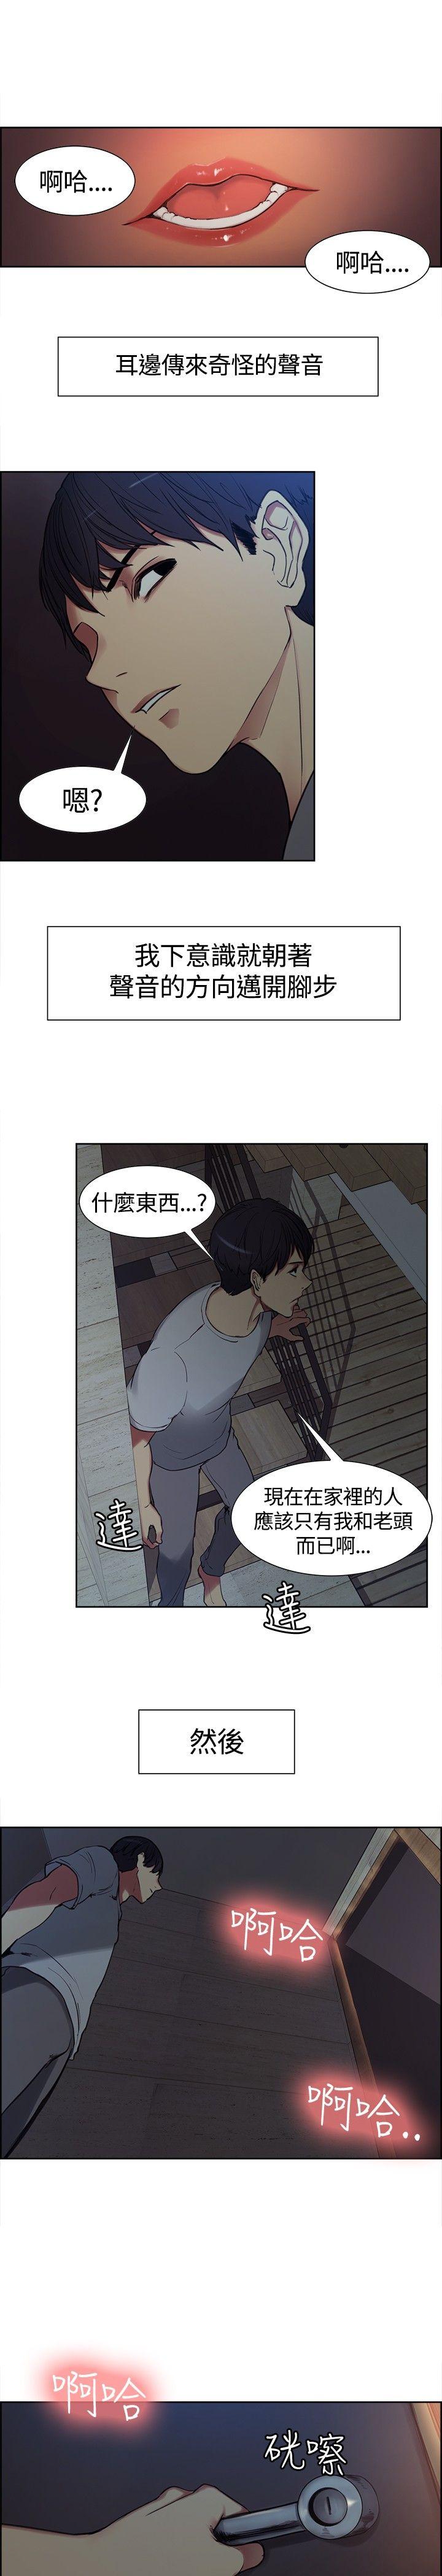 啊哈....
啊哈....
耳邊傳來奇怪的聲音
嗯?
我下意識就朝著
聲音的方向邁開腳步
什麼東西...?
現在在家裡的人
應該只有我和老頭
而已啊...
達
達
然後
啊哈
啊哈..
啊哈
硄嚓